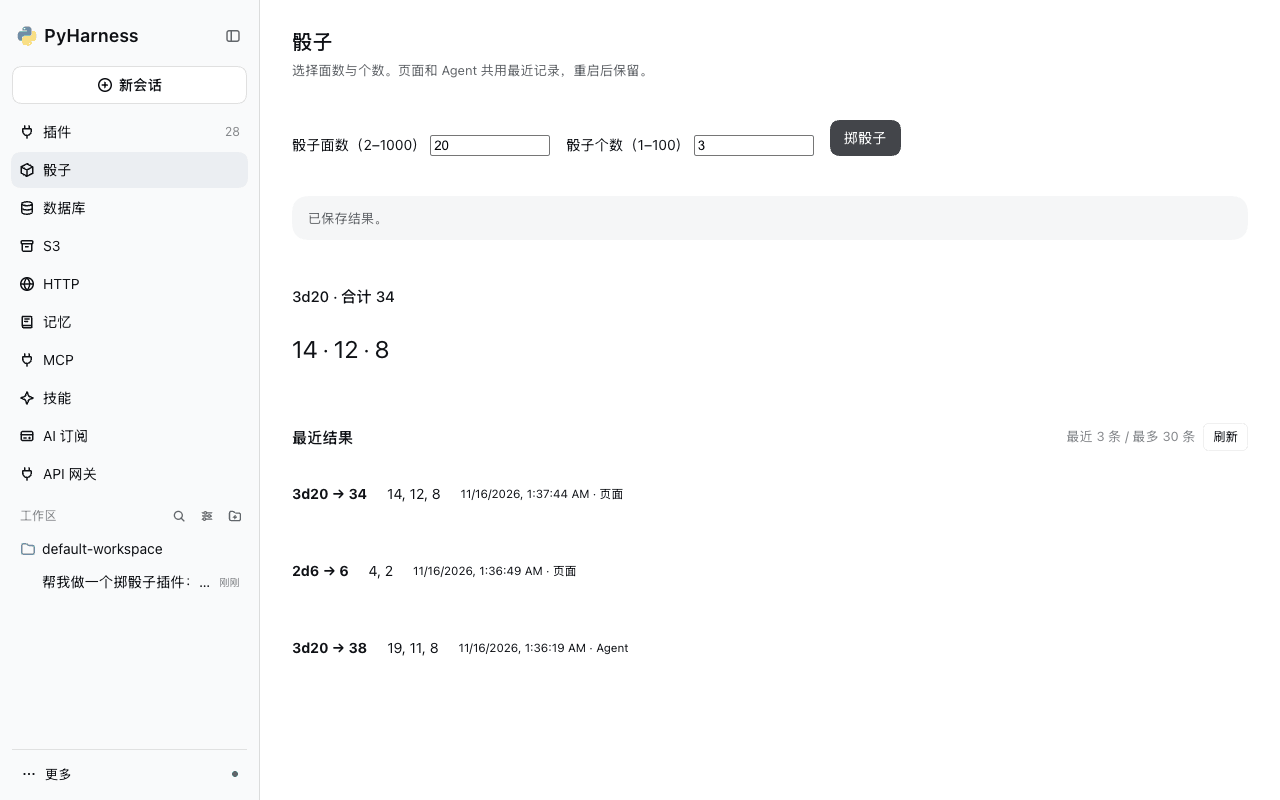 PyHarness
新会话
插件 28
骰子
数据库
S3
HTTP
记忆
MCP
技能
AI 订阅
API 网关
工作区
default-workspace
帮我做一个掷骰子插件： ... 刚刚
更多
骰子
选择面数与个数。页面和 Agent 共用最近记录，重启后保留。
骰子面数（2–1000） 20 骰子个数（1–100） 3 掷骰子
已保存结果。
3d20 · 合计 34
14 · 12 · 8
最近结果 最近 3 条 / 最多 30 条 刷新
3d20 → 34 14, 12, 8 11/16/2026, 1:37:44 AM · 页面
2d6 → 6 4, 2 11/16/2026, 1:36:49 AM · 页面
3d20 → 38 19, 11, 8 11/16/2026, 1:36:19 AM · Agent